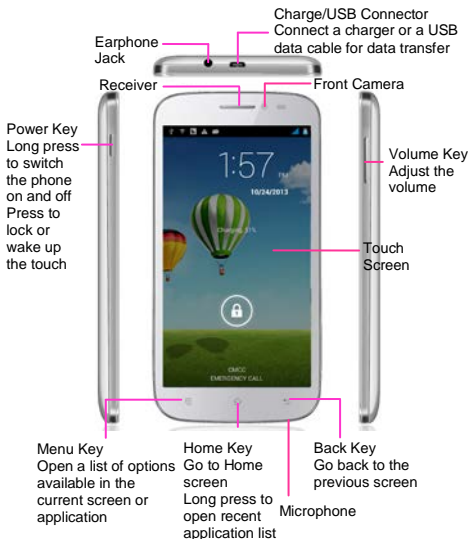 Charge/USB Connector
Connect a charger or a USB
data cable for data transfer
Earphone
Jack
Receiver
Front Camera
Power Key
Long press
to switch
the phone
on and off
Press to
lock or
wake up
the touch
Volume Key
Adjust the
volume
1:57 PM
10/24/2013
Charging, 51%
Touch
Screen
CMCC
EMERGENCY CALL
Menu Key
Open a list of options
available in the
current screen or
application
Home Key
Go to Home
screen
Long press to
open recent
application list
Back Key
Go back to the
previous screen
Microphone